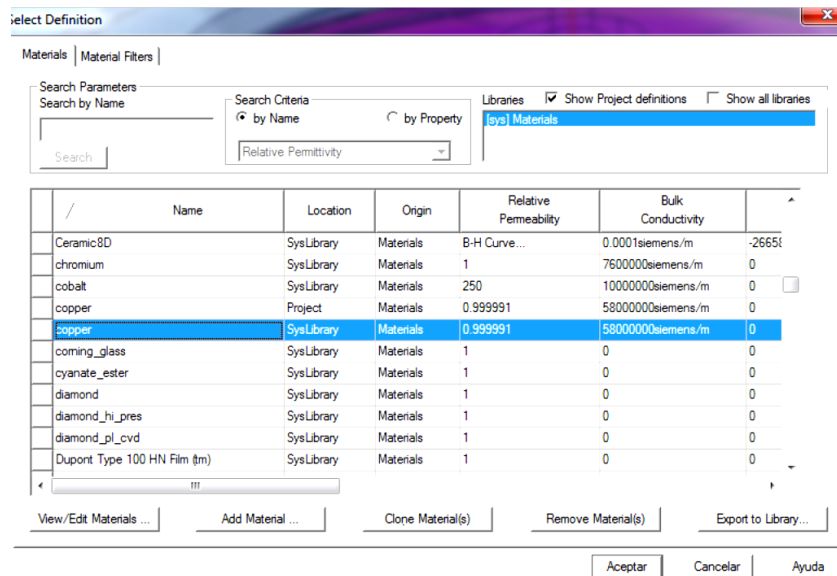 Select Definition
Materials Material Filters
Search Parameters
Search by Name
Search
Search Criteria
by Name by Property
Relative Permittivity
Libraries Show Project definitions Show all libraries
[sys] Materials
Name Location Origin Relative Permeability Bulk Conductivity
Ceramic8D SysLibrary Materials B-H Curve... 0.0001siemens/m -26658
chromium SysLibrary Materials 1 7600000siemens/m 0
cobalt SysLibrary Materials 250 10000000siemens/m 0
copper Project Materials 0.999991 58000000siemens/m 0
copper SysLibrary Materials 0.999991 58000000siemens/m 0
corning_glass SysLibrary Materials 1 0 0
cyanate_ester SysLibrary Materials 1 0 0
diamond SysLibrary Materials 1 0 0
diamond_hi_pres SysLibrary Materials 1 0 0
diamond_pl_cvd SysLibrary Materials 1 0 0
Dupont Type 100 HN Film (tm) SysLibrary Materials 1 0 0
View/Edit Materials ... Add Material ... Clone Material(s) Remove Material(s) Export to Library...
Aceptar Cancelar Ayuda